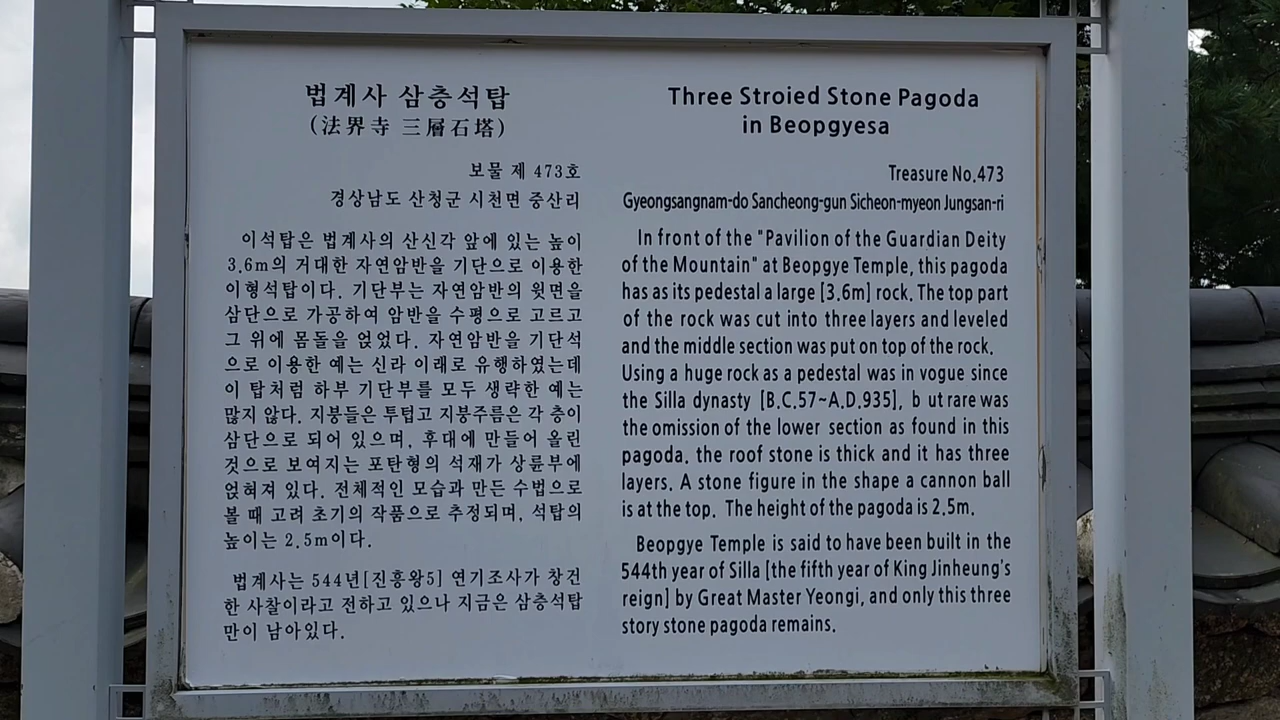 법계사 삼층석탑
(法界寺 三層石塔)
보물 제 473호
경상남도 산청군 시천면 중산리
이석탑은 법계사의 산신각 앞에 있는 높이
3.6m의 거대한 자연암반을 기단으로 이용한
이형석탑이다. 기단부는 자연암반의 윗면을
삼단으로 가공하여 암반을 수평으로 고르고
그 위에 몸돌을 얹었다. 자연암반을 기단석
으로 이용한 예는 신라 이래로 유행하였는데
이 탑처럼 하부 기단부를 모두 생략한 예는
많지 않다. 지붕들은 투텁고 지붕주름은 각 층이
삼단으로 되어 있으며, 후대에 만들어 올린
것으로 보여지는 포탄형의 석재가 상륜부에
얹혀져 있다. 전체적인 모습과 만든 수법으로
볼 때 고려 초기의 작품으로 추정되며, 석탑의
높이는 2.5m이다.
법계사는 544년[진흥왕5] 연기조사가 창건
한 사찰이라고 전하고 있으나 지금은 삼층석탑
만이 남아있다.
Three Stroied Stone Pagoda
in Beopgyesa
Treasure No.473
Gyeongsangnam-do Sancheong-gun Sicheon-myeon Jungsan-ri
In front of the "Pavilion of the Guardian Deity
of the Mountain" at Beopgye Temple, this pagoda
has as its pedestal a large [3.6m] rock. The top part
of the rock was cut into three layers and leveled
and the middle section was put on top of the rock.
Using a huge rock as a pedestal was in vogue since
the Silla dynasty [B.C.57~A.D.935], b ut rare was
the omission of the lower section as found in this
pagoda. the roof stone is thick and it has three
layers. A stone figure in the shape a cannon ball
is at the top. The height of the pagoda is 2.5m.
Beopgye Temple is said to have been built in the
544th year of Silla [the fifth year of King Jinheung's
reign] by Great Master Yeongi, and only this three
story stone pagoda remains.